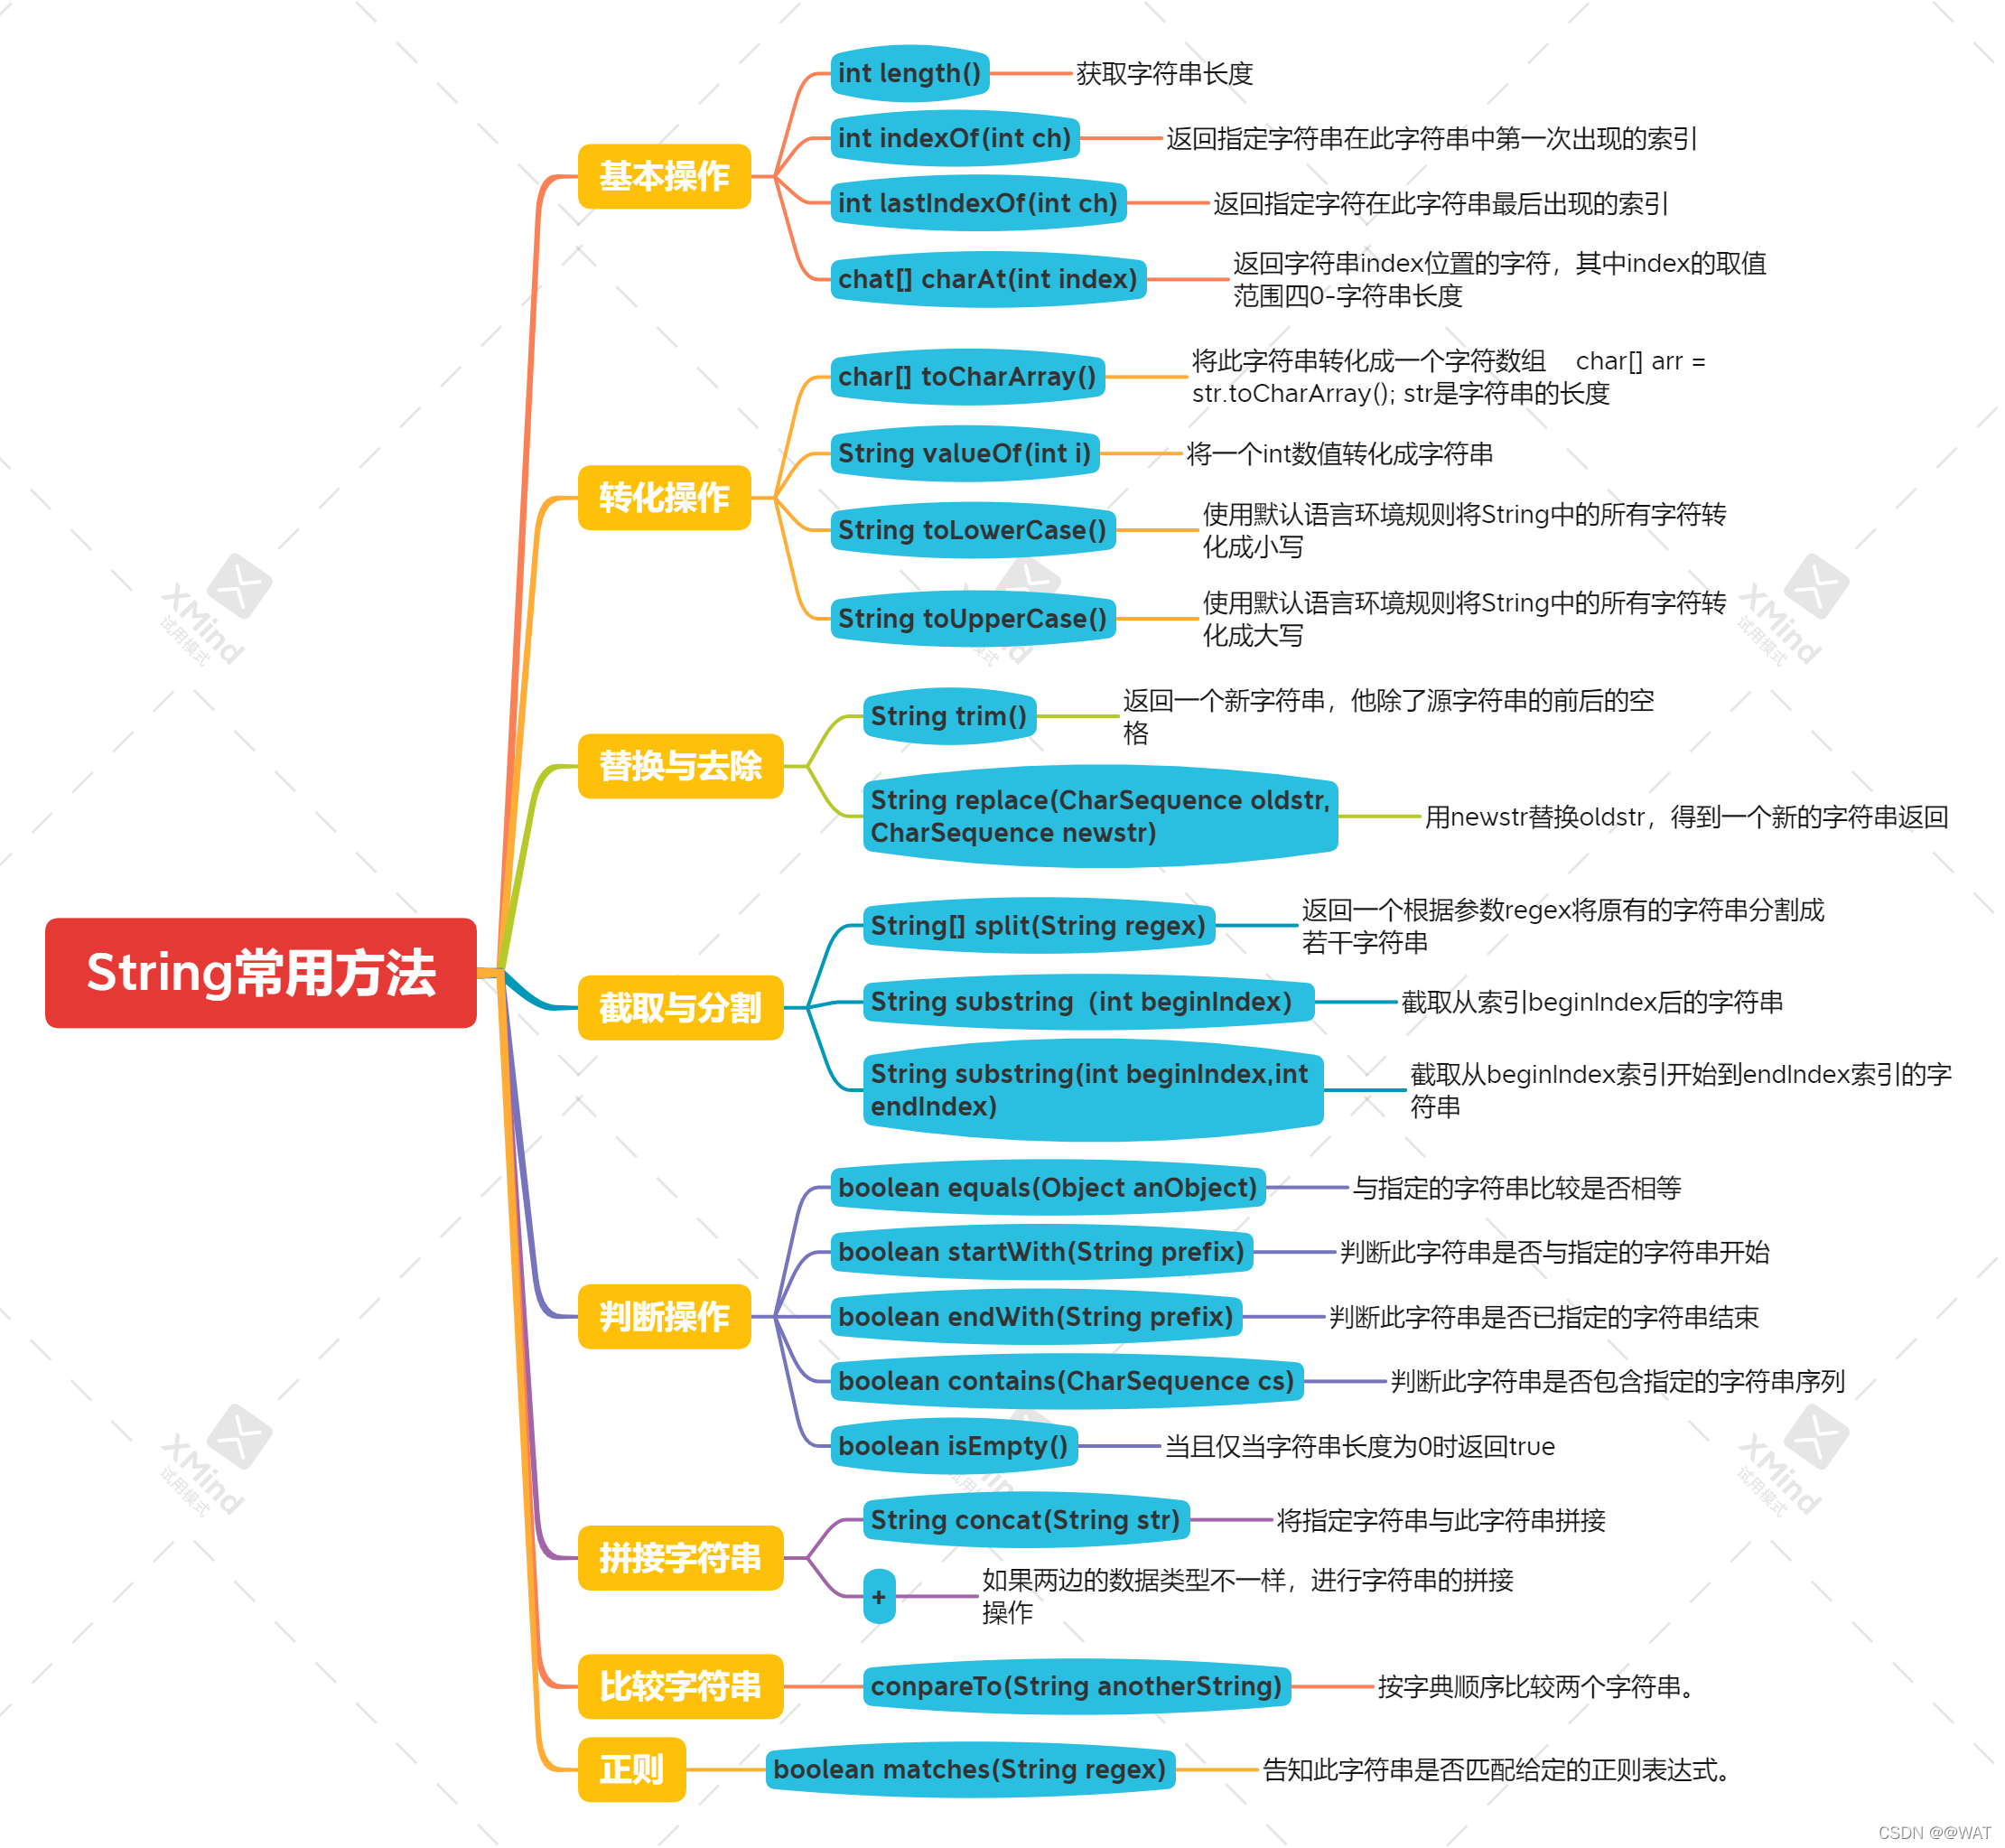 int length()
获取字符串长度
int indexOf(int ch)
返回指定字符串在此字符串中第一次出现的索引
基本操作
int lastIndexOf(int ch)
返回指定字符在此字符串最后出现的索引
chat[] charAt(int index)
返回字符串index位置的字符，其中index的取值
范围四0-字符串长度
char[] toCharArray()
将此字符串转化成一个字符数组    char[] arr =
str.toCharArray(); str是字符串的长度
String valueOf(int i)
将一个int数值转化成字符串
转化操作
String toLowerCase()
使用默认语言环境规则将String中的所有字符转
化成小写
String toUpperCase()
使用默认语言环境规则将String中的所有字符转
化成大写
String trim()
返回一个新字符串，他除了源字符串的前后的空
格
替换与去除
String replace(CharSequence oldstr,
CharSequence newstr)
用newstr替换oldstr，得到一个新的字符串返回
String常用方法
String[] split(String regex)
返回一个根据参数regex将原有的字符串分割成
若干字符串
截取与分割
String substring（int beginIndex）
截取从索引beginIndex后的字符串
String substring(int beginIndex,int
endIndex)
截取从beginIndex索引开始到endIndex索引的字
符串
boolean equals(Object anObject)
与指定的字符串比较是否相等
boolean startWith(String prefix)
判断此字符串是否与指定的字符串开始
判断操作
boolean endWith(String prefix)
判断此字符串是否已指定的字符串结束
boolean contains(CharSequence cs)
判断此字符串是否包含指定的字符串序列
boolean isEmpty()
当且仅当字符串长度为0时返回true
拼接字符串
String concat(String str)
将指定字符串与此字符串拼接
+
如果两边的数据类型不一样，进行字符串的拼接
操作
比较字符串
conpareTo(String anotherString)
按字典顺序比较两个字符串。
正则
boolean matches(String regex)
告知此字符串是否匹配给定的正则表达式。
XMind
试用模式
XMind
试用模式
XMind
试用模式
XMind
试用模式
CSDN @@WAT